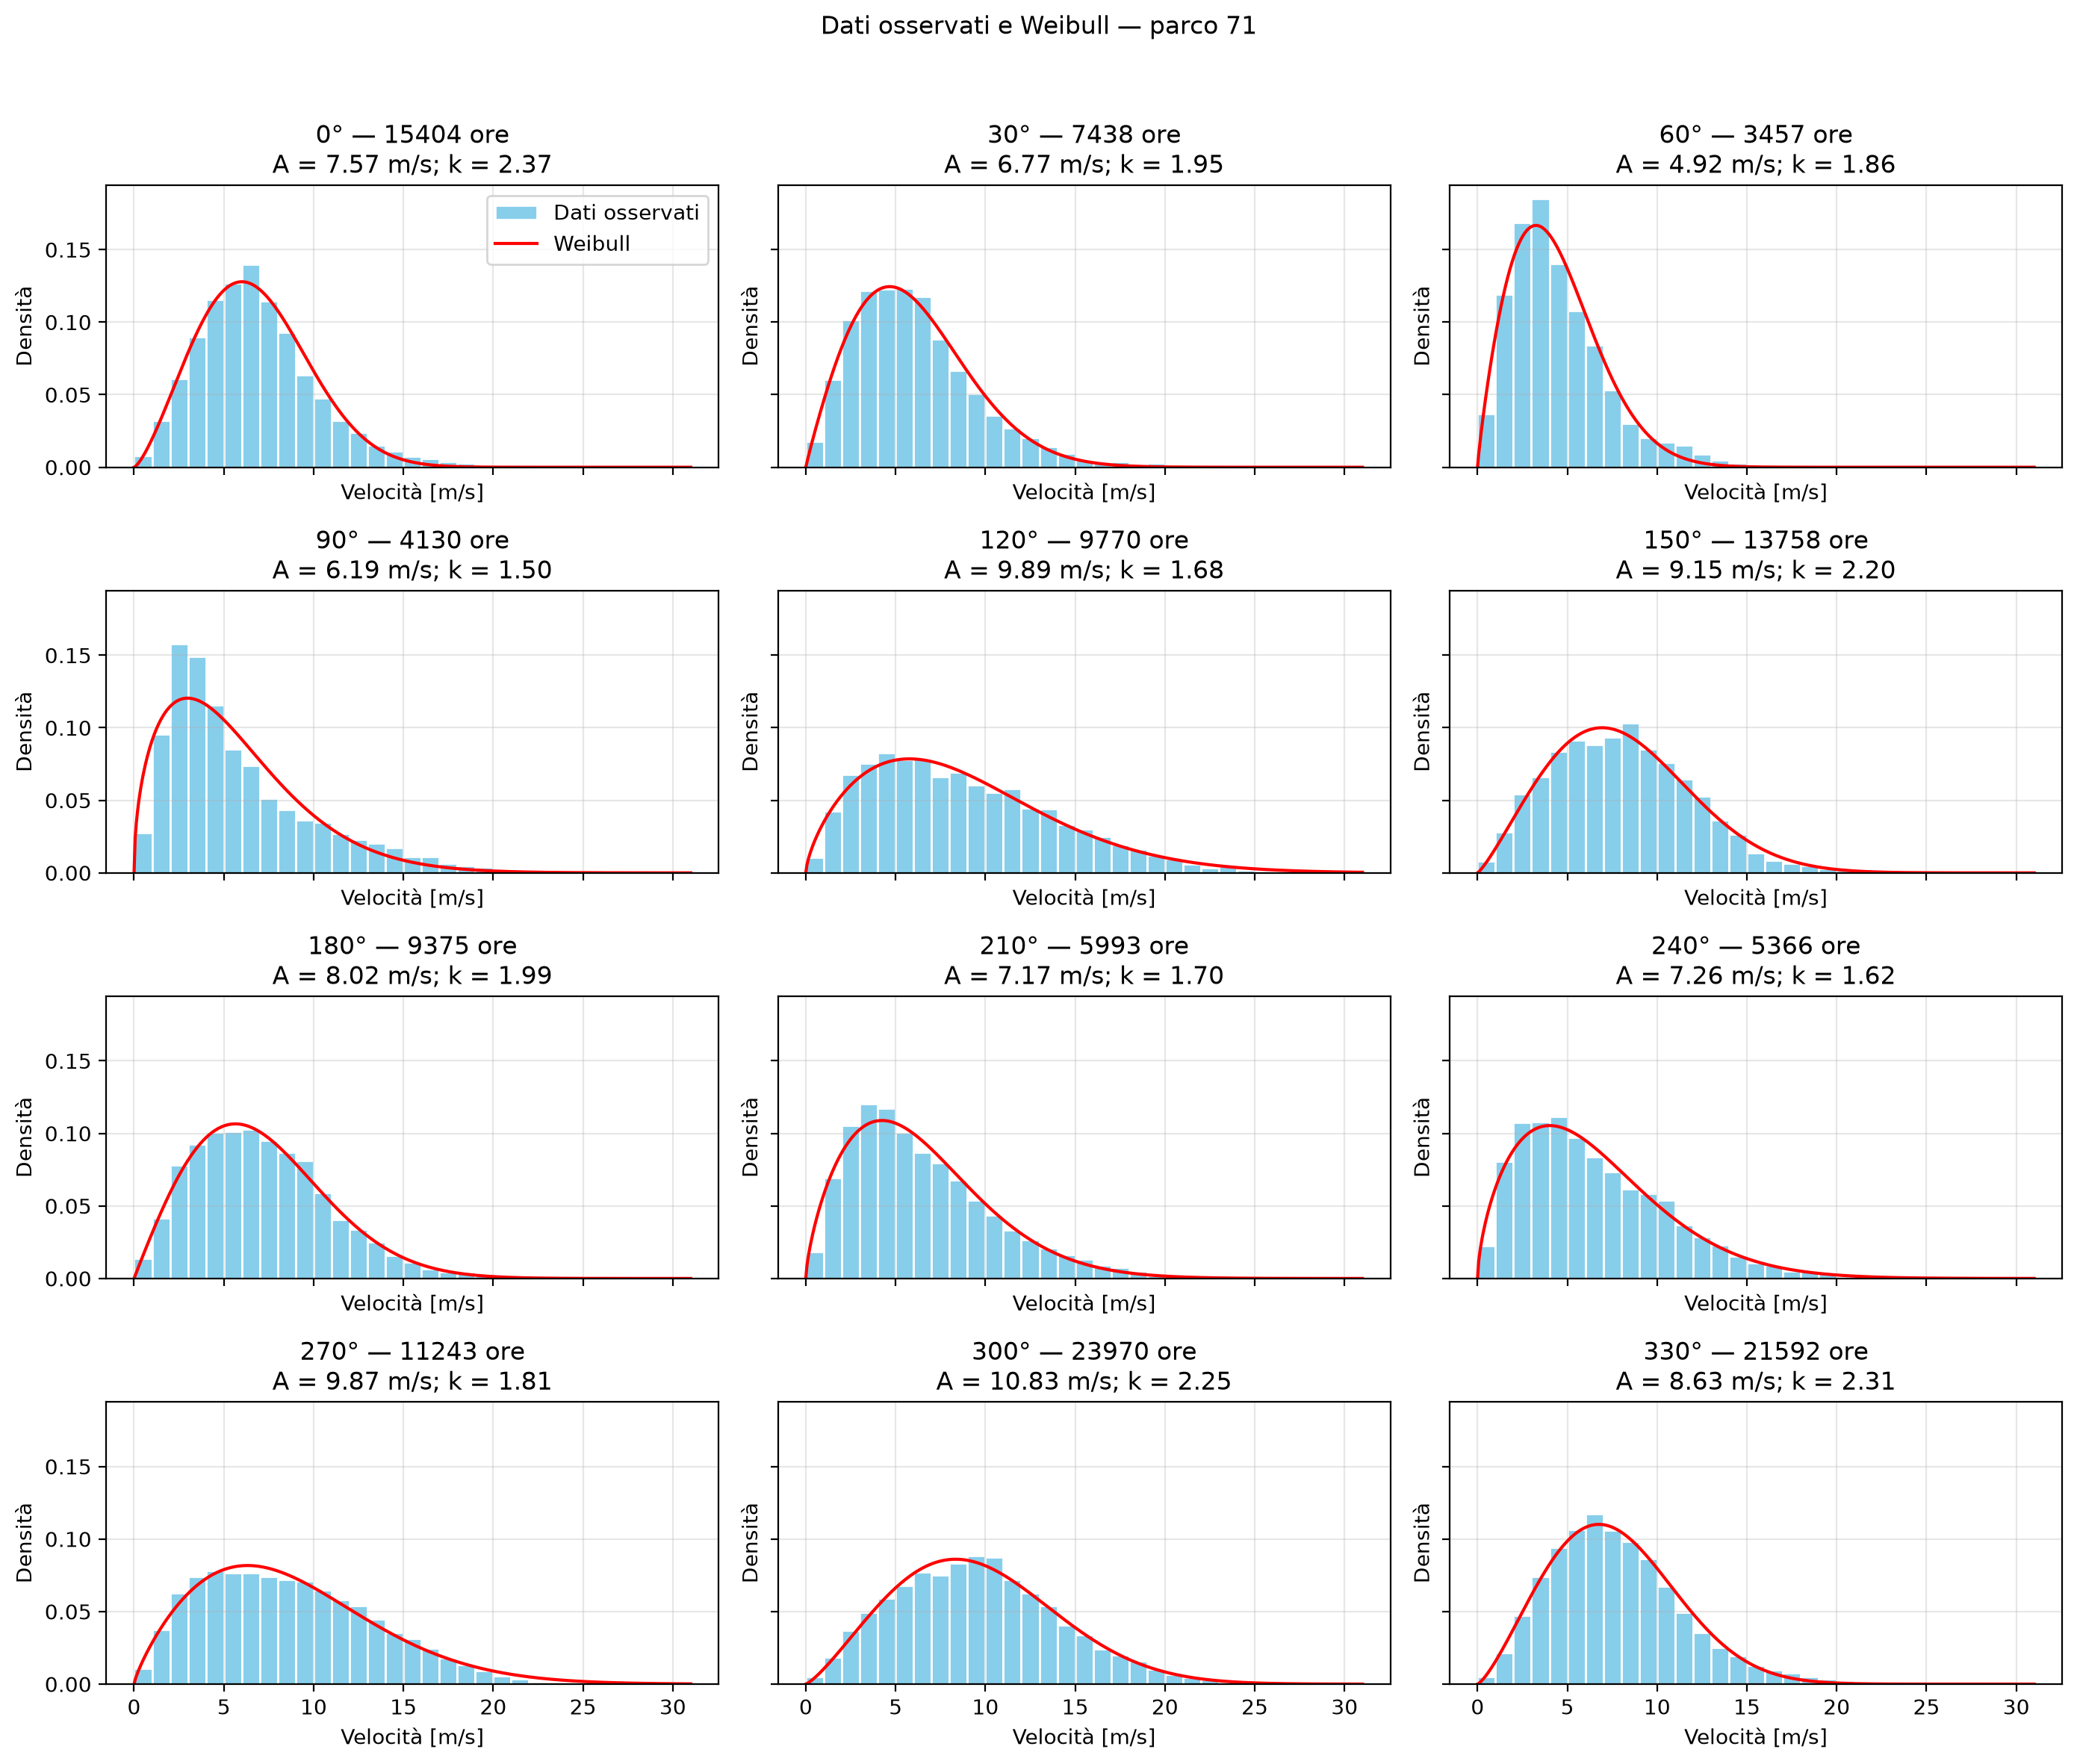 Dati osservati e Weibull — parco 71
0° — 15404 ore
A = 7.57 m/s; k = 2.37
30° — 7438 ore
A = 6.77 m/s; k = 1.95
60° — 3457 ore
A = 4.92 m/s; k = 1.86
Dati osservati
Weibull
Densità
0.15
0.10
0.05
0.00
Velocità [m/s]
Densità
Velocità [m/s]
Densità
Velocità [m/s]
90° — 4130 ore
A = 6.19 m/s; k = 1.50
120° — 9770 ore
A = 9.89 m/s; k = 1.68
150° — 13758 ore
A = 9.15 m/s; k = 2.20
Densità
0.15
0.10
0.05
0.00
Velocità [m/s]
Densità
Velocità [m/s]
Densità
Velocità [m/s]
180° — 9375 ore
A = 8.02 m/s; k = 1.99
210° — 5993 ore
A = 7.17 m/s; k = 1.70
240° — 5366 ore
A = 7.26 m/s; k = 1.62
Densità
0.15
0.10
0.05
0.00
Velocità [m/s]
Densità
Velocità [m/s]
Densità
Velocità [m/s]
270° — 11243 ore
A = 9.87 m/s; k = 1.81
300° — 23970 ore
A = 10.83 m/s; k = 2.25
330° — 21592 ore
A = 8.63 m/s; k = 2.31
Densità
0.15
0.10
0.05
0.00
0 5 10 15 20 25 30
Velocità [m/s]
Densità
0 5 10 15 20 25 30
Velocità [m/s]
Densità
0 5 10 15 20 25 30
Velocità [m/s]